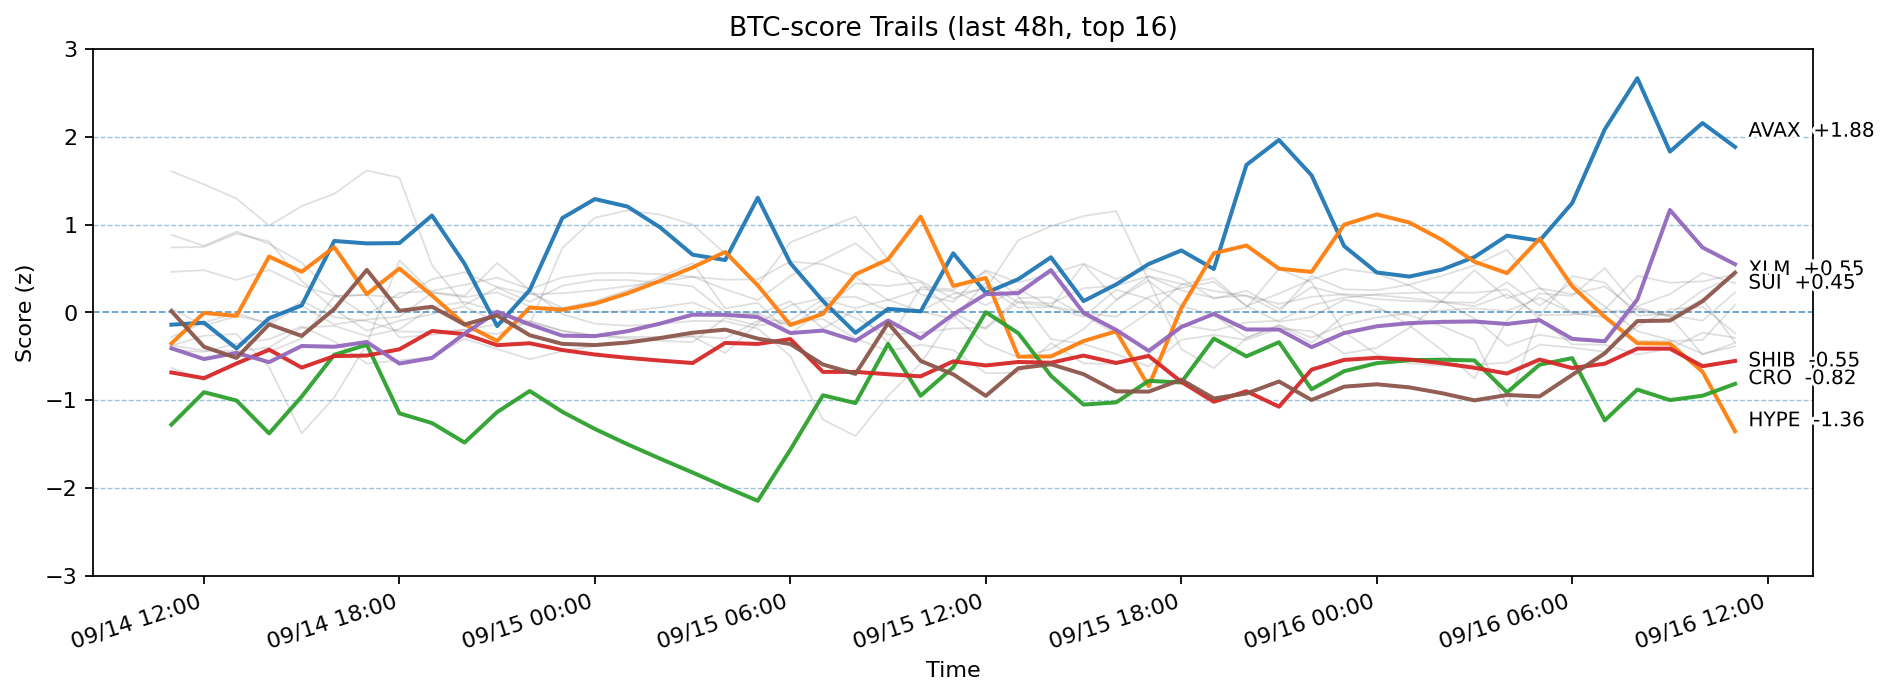 BTC-score Trails (last 48h, top 16)
Score (z)
3
2
1
0
−1
−2
−3
AVAX +1.88
XLM +0.55
SUI +0.45
SHIB -0.55
CRO -0.82
HYPE -1.36
09/14 12:00
09/14 18:00
09/15 00:00
09/15 06:00
09/15 12:00
09/15 18:00
09/16 00:00
09/16 06:00
09/16 12:00
Time